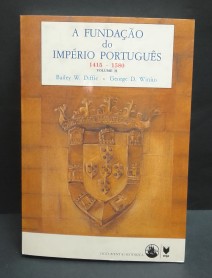 A FUNDAÇÃO
do
IMPÉRIO PORTUGUÊS
1415 - 1580
VOLUME II
Bailey W. Diffie - George D. Winius